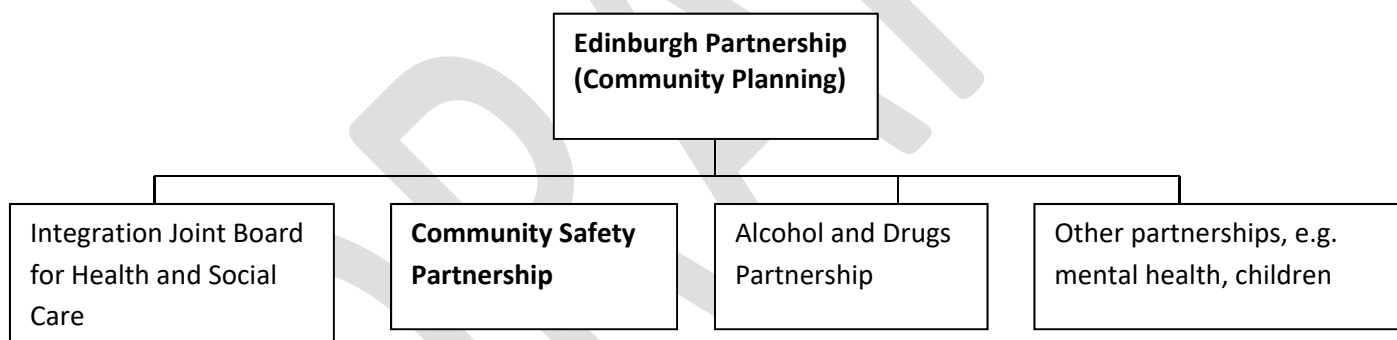 Edinburgh Partnership
(Community Planning)
Integration Joint Board
for Health and Social
Care
Community Safety
Partnership
Alcohol and Drugs
Partnership
Other partnerships, e.g.
mental health, children